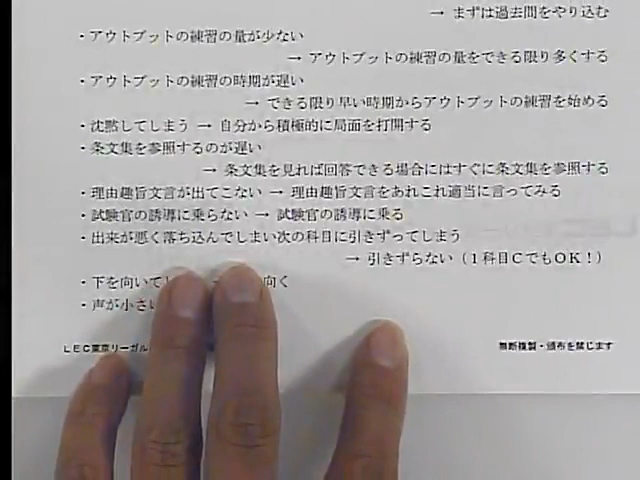 → まずは過去問をやり込む
・アウトプットの練習の量が少ない
→ アウトプットの練習の量をできる限り多くする
・アウトプットの練習の時期が遅い
→ できる限り早い時期からアウトプットの練習を始める
・沈黙してしまう → 自分から積極的に局面を打開する
・条文集を参照するのが遅い
→ 条文集を見れば回答できる場合にはすぐに条文集を参照する
・理由趣旨文言が出てこない → 理由趣旨文言をあれこれ適当に言ってみる
・試験官の誘導に乗らない → 試験官の誘導に乗る
・出来が悪く落ち込んでしまい次の科目に引きずってしまう
→ 引きずらない（１科目ＣでもＯＫ！）
・下を向いて 向く
・声が小さ
ＬＥＣ東京リーガル 無断複製・頒布を禁じます